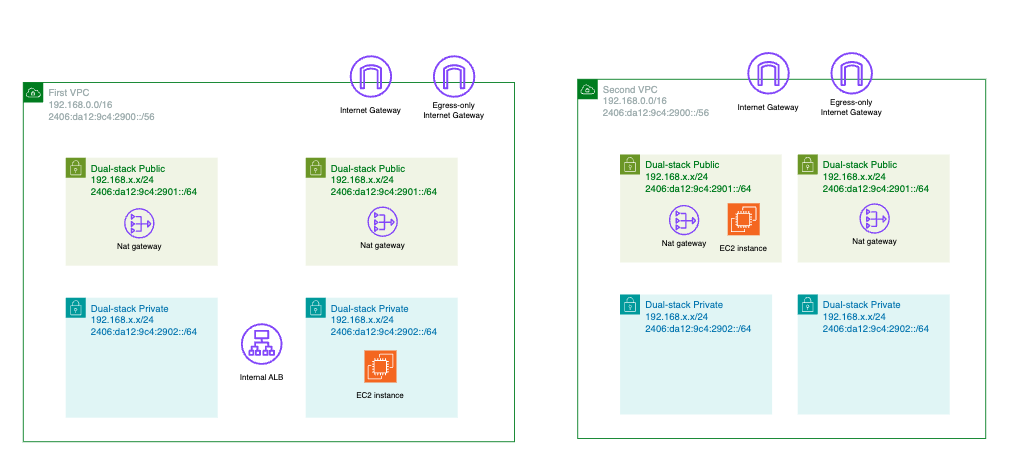 First VPC
192.168.0.0/16
2406:da12:9c4:2900::/56
Internet Gateway
Egress-only
Internet Gateway
Dual-stack Public
192.168.x.x/24
2406:da12:9c4:2901::/64
Nat gateway
Dual-stack Public
192.168.x.x/24
2406:da12:9c4:2901::/64
Nat gateway
Dual-stack Private
192.168.x.x/24
2406:da12:9c4:2902::/64
Internal ALB
Dual-stack Private
192.168.x.x/24
2406:da12:9c4:2902::/64
EC2 instance
Second VPC
192.168.0.0/16
2406:da12:9c4:2900::/56
Internet Gateway
Egress-only
Internet Gateway
Dual-stack Public
192.168.x.x/24
2406:da12:9c4:2901::/64
Nat gateway
EC2 instance
Dual-stack Public
192.168.x.x/24
2406:da12:9c4:2901::/64
Nat gateway
Dual-stack Private
192.168.x.x/24
2406:da12:9c4:2902::/64
Dual-stack Private
192.168.x.x/24
2406:da12:9c4:2902::/64